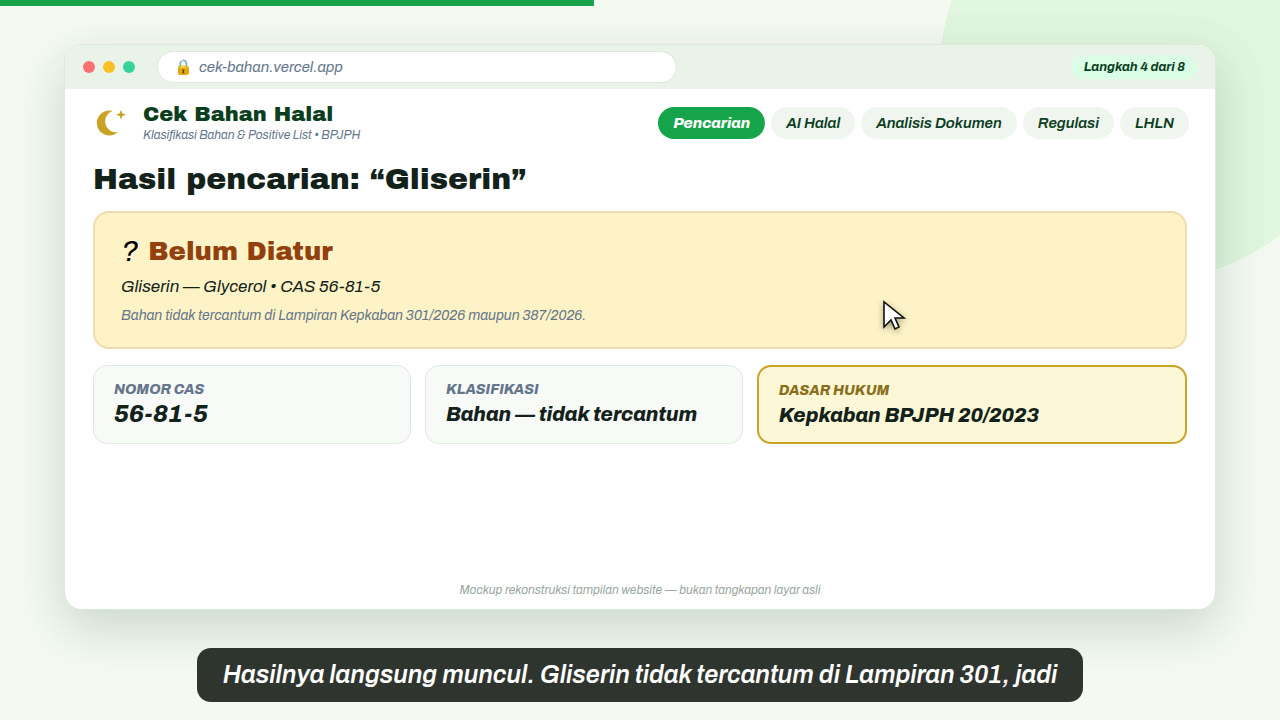 cek-bahan.vercel.app
Langkah 4 dari 8
Cek Bahan Halal
Klasifikasi Bahan & Positive List • BPJPH
Pencarian
AI Halal
Analisis Dokumen
Regulasi
LHLN
Hasil pencarian: “Gliserin”
? Belum Diatur
Gliserin — Glycerol • CAS 56-81-5
Bahan tidak tercantum di Lampiran Kepkaban 301/2026 maupun 387/2026.
NOMOR CAS
56-81-5
KLASIFIKASI
Bahan — tidak tercantum
DASAR HUKUM
Kepkaban BPJPH 20/2023
Mockup rekonstruksi tampilan website — bukan tangkapan layar asli
Hasilnya langsung muncul. Gliserin tidak tercantum di Lampiran 301, jadi